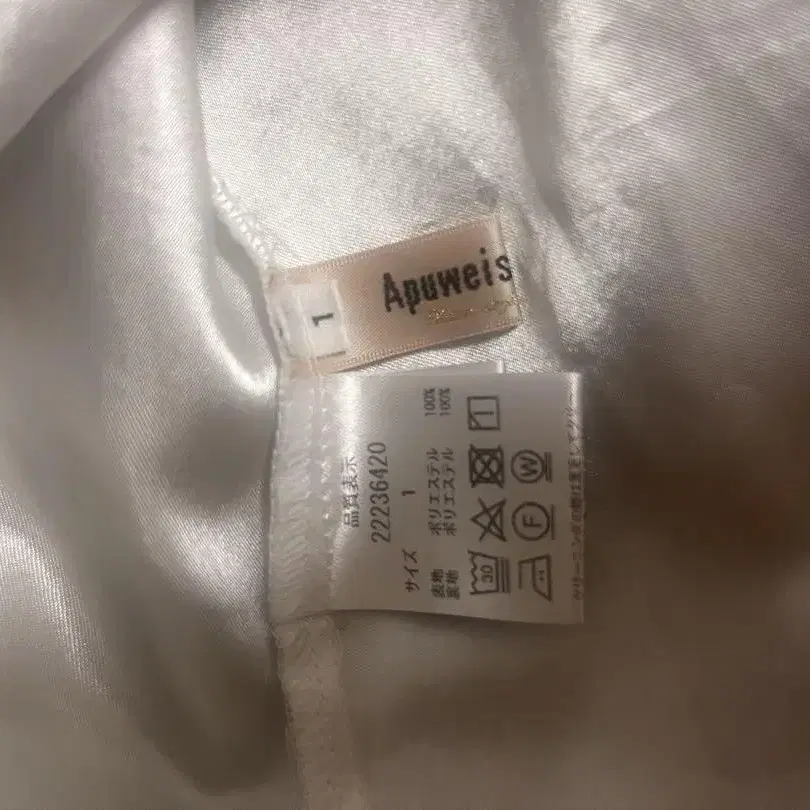 Apuweis
1
品質表示
22236420
サイズ 1
表地 ポリエステル 100%
裏地 ポリエステル 100%
30
F W